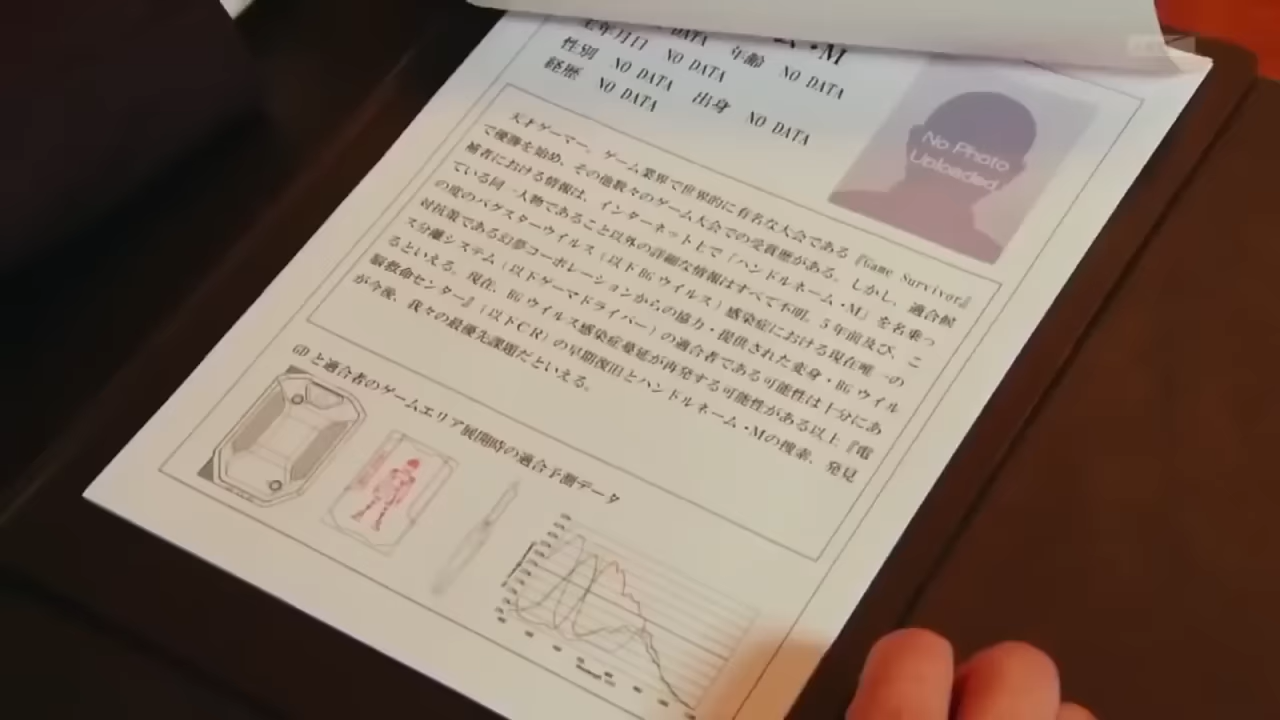 ム・M
生年月日 NO DATA 年齢 NO DATA
性別 NO DATA 出身 NO DATA
経歴 NO DATA
No Photo
Uploaded
天才ゲーマー。ゲーム業界で世界的に有名な大会である『Game Survivor』
で優勝を始め、その他数々のゲーム大会での受賞歴がある。しかし、適合候
補者における情報は、インターネット上で「ハンドルネーム・M」を名乗っ
ている同一人物であること以外の詳細な情報はすべて不明。5年前及び、こ
の度のバグスターウイルス（以下BGウイルス）感染症における現在唯一の
対抗策である幻夢コーポレーションからの協力・提供された変身・BGウイル
ス分離システム（以下ゲーマドライバー）の適合者である可能性は十分にあ
るといえる。現在、BGウイルス感染症蔓延が再発する可能性がある以上『電
脳救命センター』（以下CR）の早期復旧とハンドルネーム・Mの捜索、発見
が今後、我々の最優先課題だといえる。
GDと適合者のゲームエリア展開時の適合予測データ